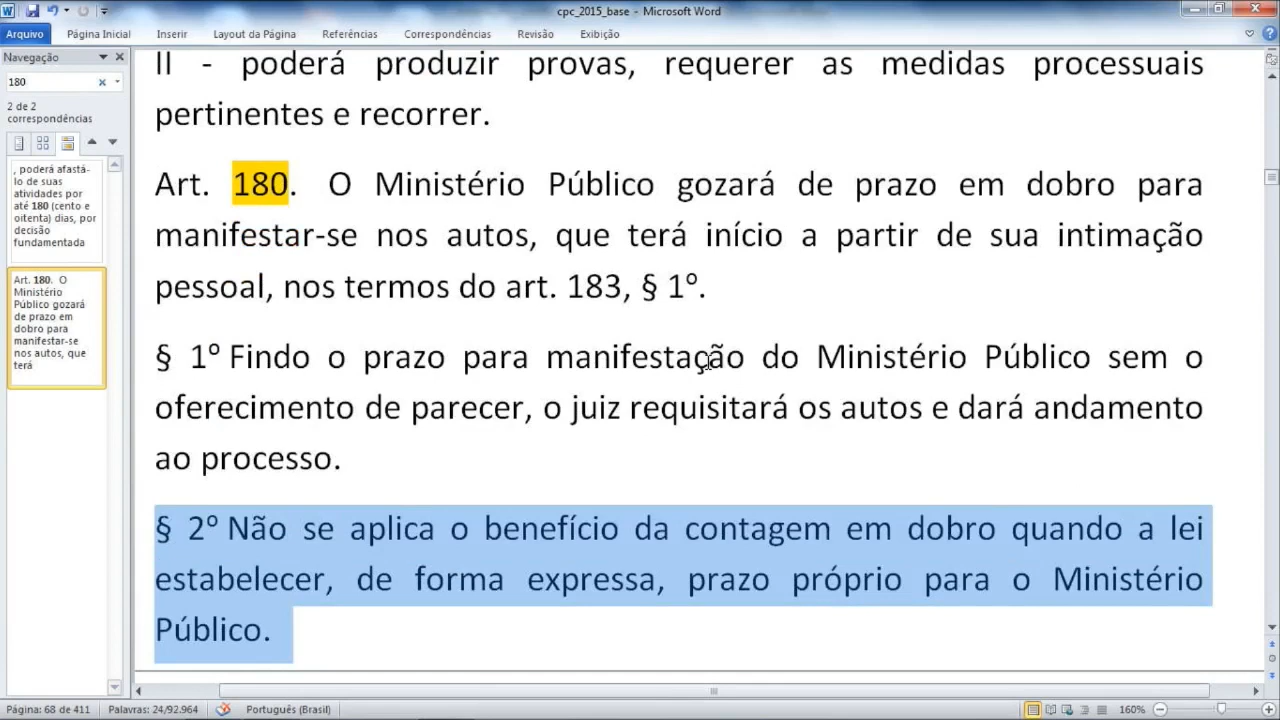 cpc_2015_base - Microsoft Word
Arquivo Página Inicial Inserir Layout da Página Referências Correspondências Revisão Exibição
Navegação
180
2 de 2
correspondências
, poderá afastá-
lo de suas
atividades por
até 180 (cento e
oitenta) dias, por
decisão
fundamentada
Art. 180. O
Ministério
Público gozará
de prazo em
dobro para
manifestar-se
nos autos, que
terá
II - poderá produzir provas, requerer as medidas processuais
pertinentes e recorrer.
Art. 180. O Ministério Público gozará de prazo em dobro para
manifestar-se nos autos, que terá início a partir de sua intimação
pessoal, nos termos do art. 183, § 1º.
§ 1º Findo o prazo para manifestação do Ministério Público sem o
oferecimento de parecer, o juiz requisitará os autos e dará andamento
ao processo.
§ 2º Não se aplica o benefício da contagem em dobro quando a lei
estabelecer, de forma expressa, prazo próprio para o Ministério
Público.
Página: 68 de 411 Palavras: 24/92.964 Português (Brasil) 160%